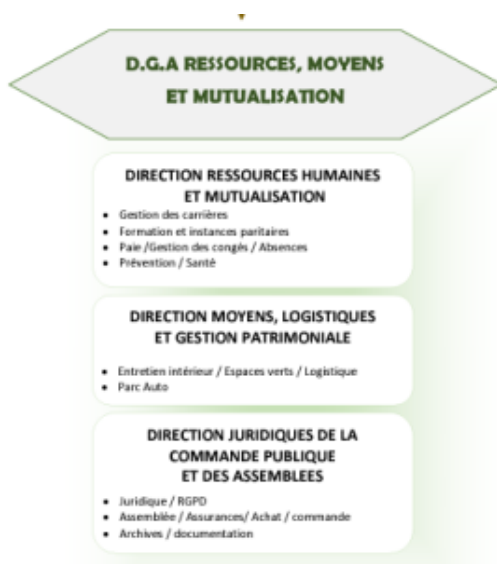 D.G.A RESSOURCES, MOYENS
ET MUTUALISATION
DIRECTION RESSOURCES HUMAINES
ET MUTUALISATION
• Gestion des carrières
• Formation et instances paritaires
• Paie /Gestion des congés / Absences
• Prévention / Santé
DIRECTION MOYENS, LOGISTIQUES
ET GESTION PATRIMONIALE
• Entretien intérieur / Espaces verts / Logistique
• Parc Auto
DIRECTION JURIDIQUES DE LA
COMMANDE PUBLIQUE
ET DES ASSEMBLEES
• Juridique / RGPD
• Assemblée / Assurances/ Achat / commande
• Archives / documentation